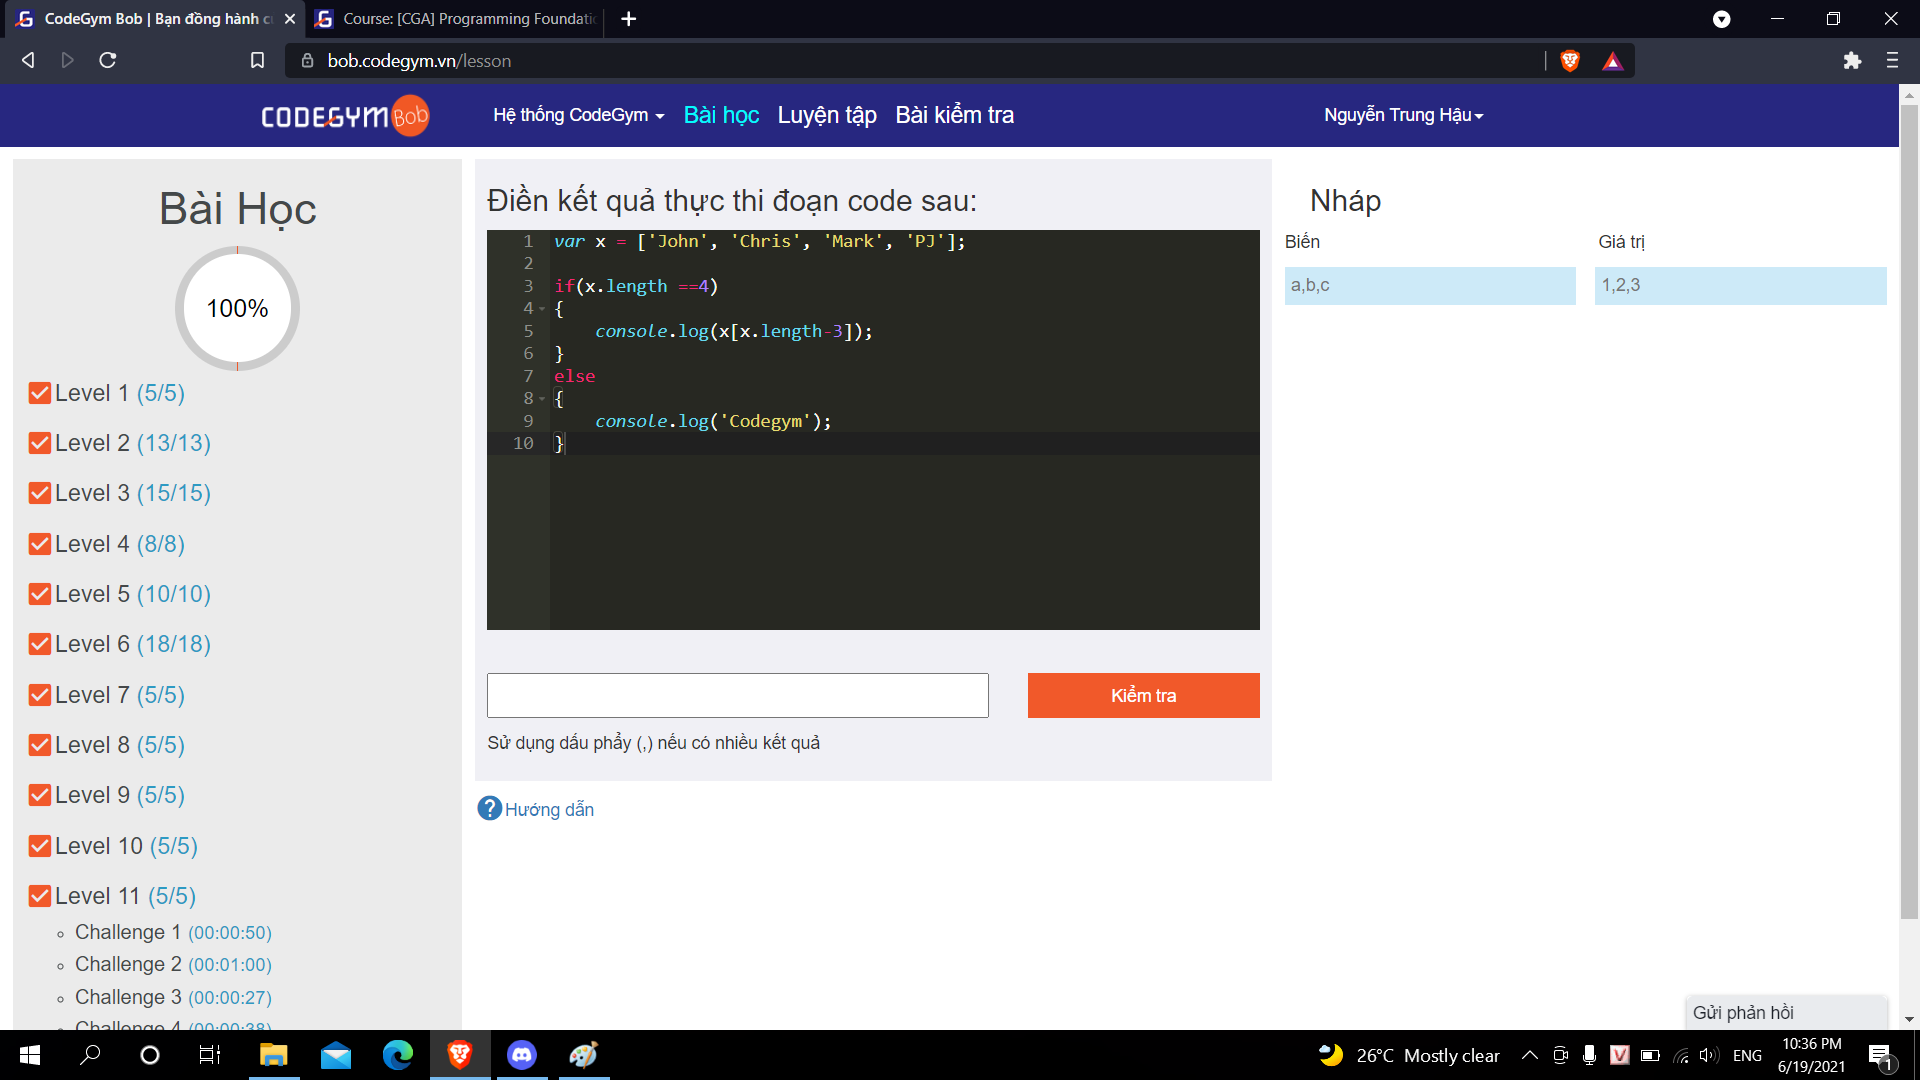 CodeGym Bob | Bạn đồng hành c
Course: [CGA] Programming Foundatio
bob.codegym.vn/lesson
CODEGYM Bob
Hệ thống CodeGym
Bài học
Luyện tập
Bài kiểm tra
Nguyễn Trung Hậu
Bài Học
100%
Level 1 (5/5)
Level 2 (13/13)
Level 3 (15/15)
Level 4 (8/8)
Level 5 (10/10)
Level 6 (18/18)
Level 7 (5/5)
Level 8 (5/5)
Level 9 (5/5)
Level 10 (5/5)
Level 11 (5/5)
Challenge 1 (00:00:50)
Challenge 2 (00:01:00)
Challenge 3 (00:00:27)
Challenge 4 (00:00:38)
Điền kết quả thực thi đoạn code sau:
1 var x = ['John', 'Chris', 'Mark', 'PJ'];
2
3 if(x.length ==4)
4 {
5     console.log(x[x.length-3]);
6 }
7 else
8 {
9     console.log('Codegym');
10 }
Kiểm tra
Sử dụng dấu phẩy (,) nếu có nhiều kết quả
Hướng dẫn
Nháp
Biến
Giá trị
a,b,c
1,2,3
Gửi phản hồi
26°C Mostly clear
ENG
10:36 PM
6/19/2021
1